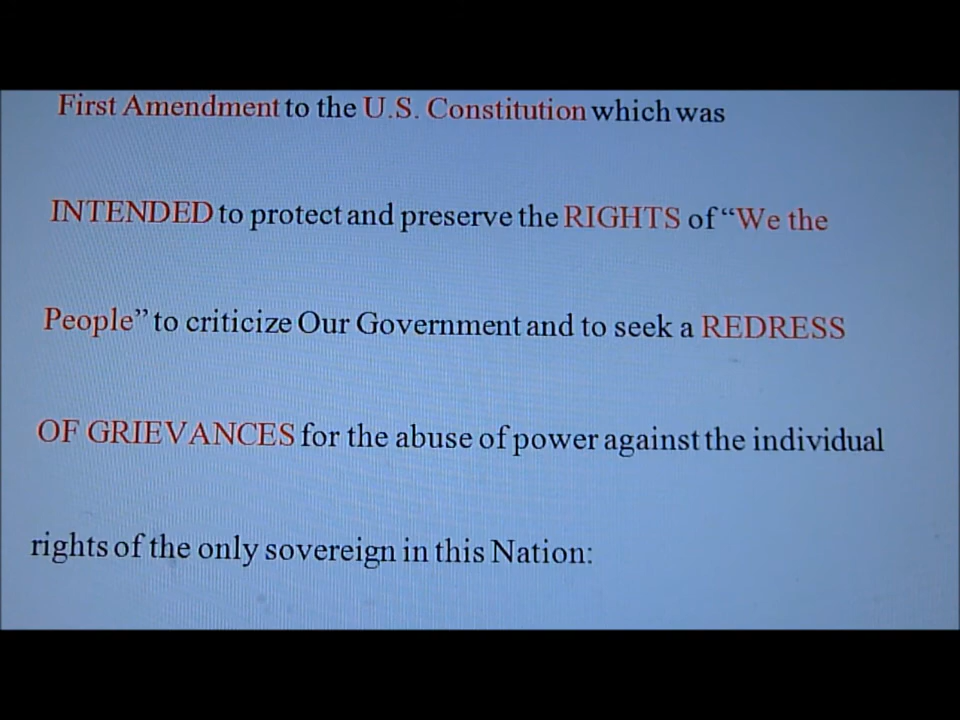 First Amendment to the U.S. Constitution which was
INTENDED to protect and preserve the RIGHTS of “We the
People” to criticize Our Government and to seek a REDRESS
OF GRIEVANCES for the abuse of power against the individual
rights of the only sovereign in this Nation: